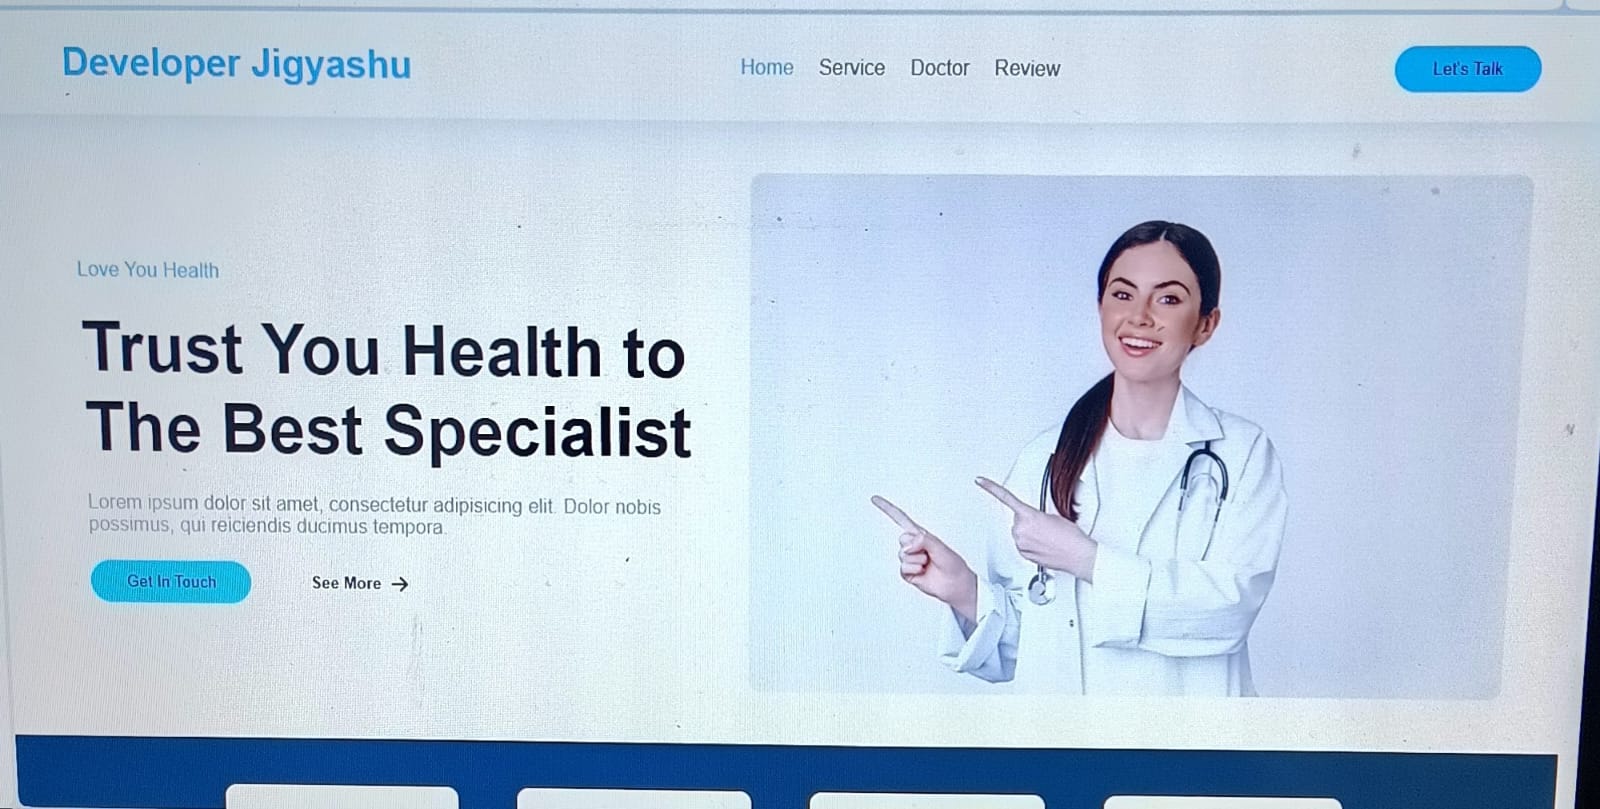 Developer Jigyashu
Home Service Doctor Review
Let's Talk
Love You Health
Trust You Health to
The Best Specialist
Lorem ipsum dolor sit amet, consectetur adipisicing elit. Dolor nobis
possimus, qui reiciendis ducimus tempora.
Get In Touch
See More →